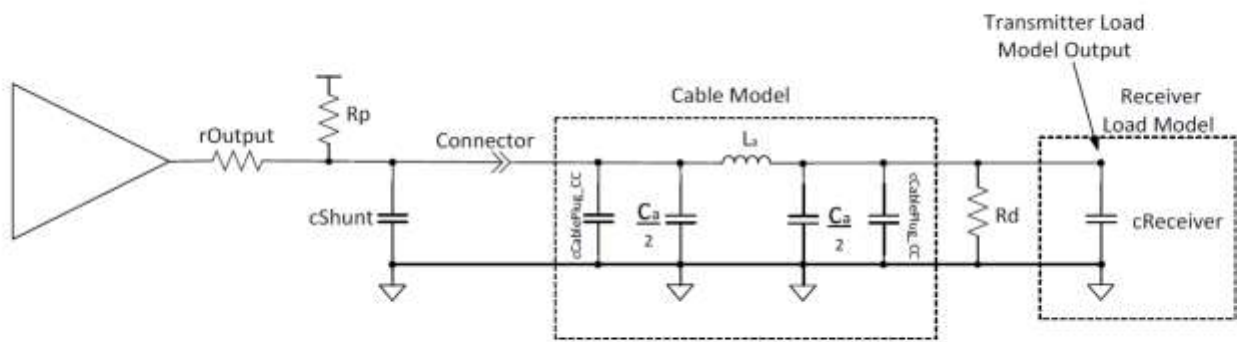 Transmitter Load
Model Output
Receiver
Load Model
Cable Model
Rp
rOutput
Connector
Lₐ
cShunt
cCablePlug_CC
Cₐ
2
Cₐ
2
cCablePlug_CC
Rd
cReceiver